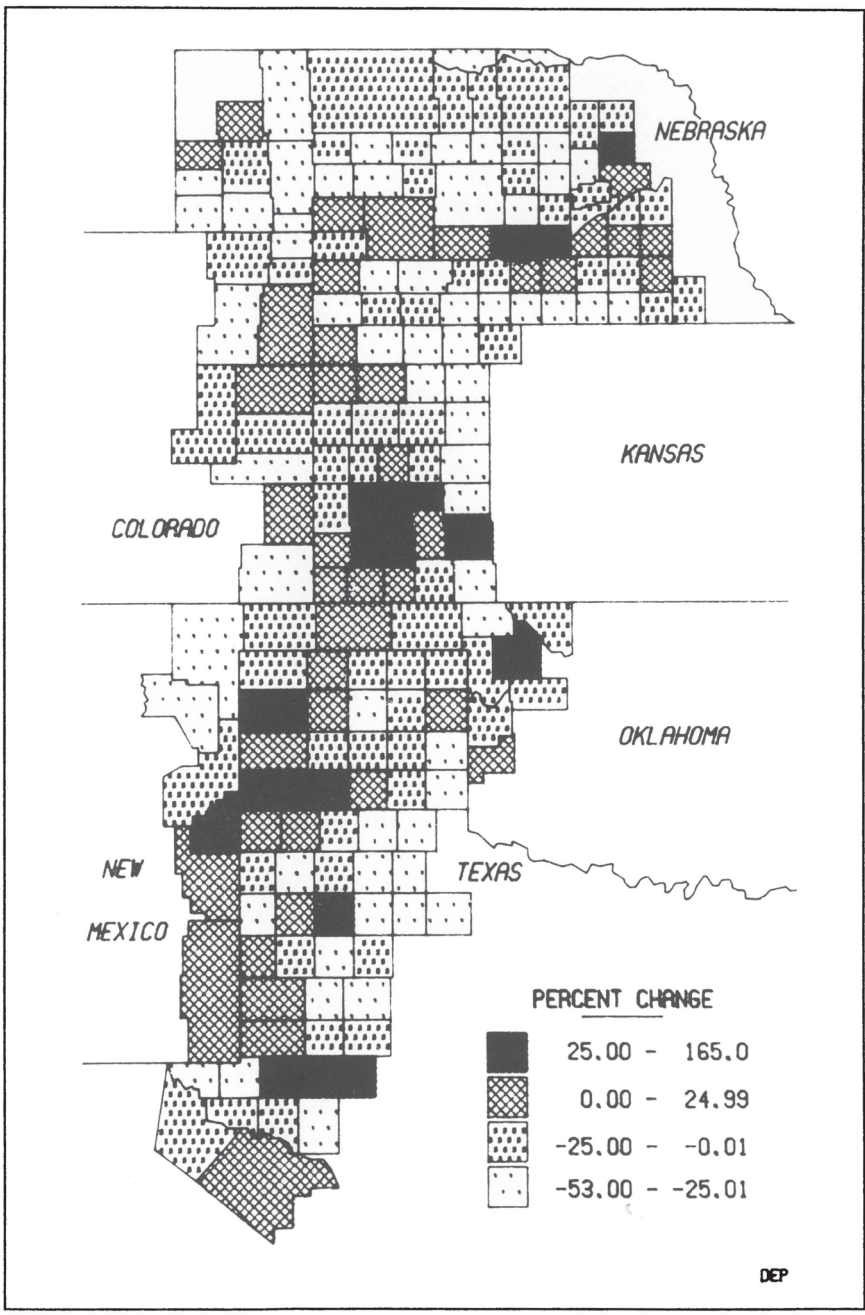 NEBRASKA
KANSAS
COLORADO
OKLAHOMA
NEW
MEXICO
TEXAS
PERCENT CHANGE
25.00 - 165.0
0.00 - 24.99
-25.00 - -0.01
-53.00 - -25.01
DEP